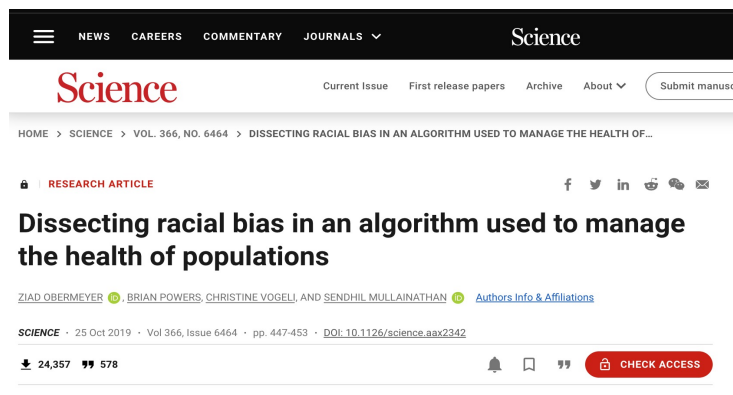 NEWS CAREERS COMMENTARY JOURNALS Science
Science Current Issue First release papers Archive About Submit manusc
HOME > SCIENCE > VOL. 366, NO. 6464 > DISSECTING RACIAL BIAS IN AN ALGORITHM USED TO MANAGE THE HEALTH OF…
RESEARCH ARTICLE
Dissecting racial bias in an algorithm used to manage
the health of populations
ZIAD OBERMEYER iD, BRIAN POWERS, CHRISTINE VOGELI, AND SENDHIL MULLAINATHAN iD Authors Info & Affiliations
SCIENCE · 25 Oct 2019 · Vol 366, Issue 6464 · pp. 447-453 · DOI: 10.1126/science.aax2342
24,357 578 CHECK ACCESS